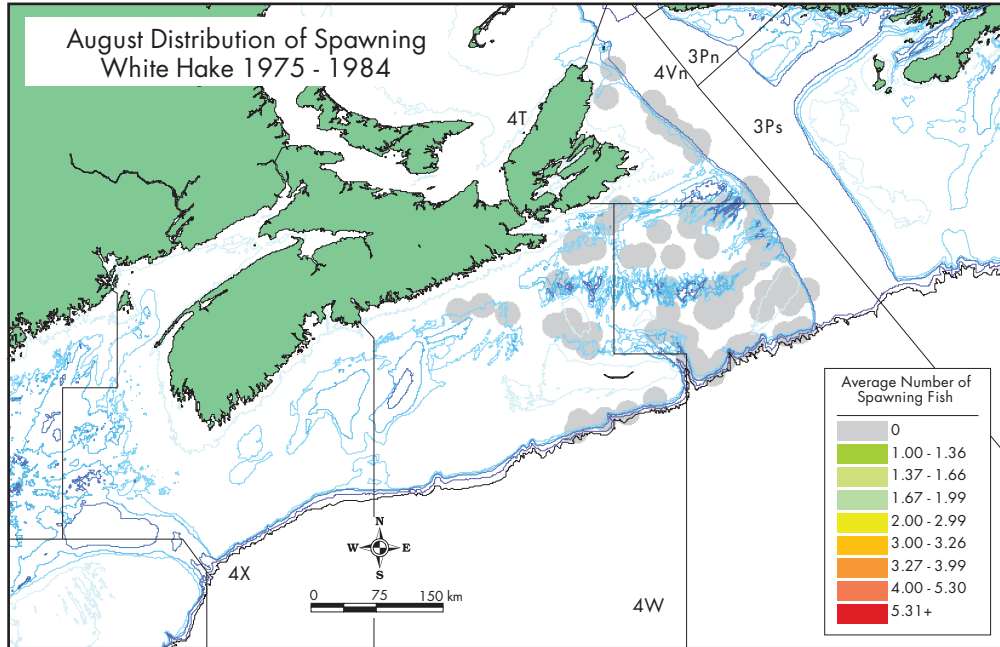 August Distribution of Spawning
White Hake 1975 - 1984
3Pn
4Vn
4T
3Ps
Average Number of
Spawning Fish
0
1.00 - 1.36
1.37 - 1.66
1.67 - 1.99
2.00 - 2.99
3.00 - 3.26
3.27 - 3.99
4.00 - 5.30
5.31+
N
W E
S
4X
0 75 150 km
4W